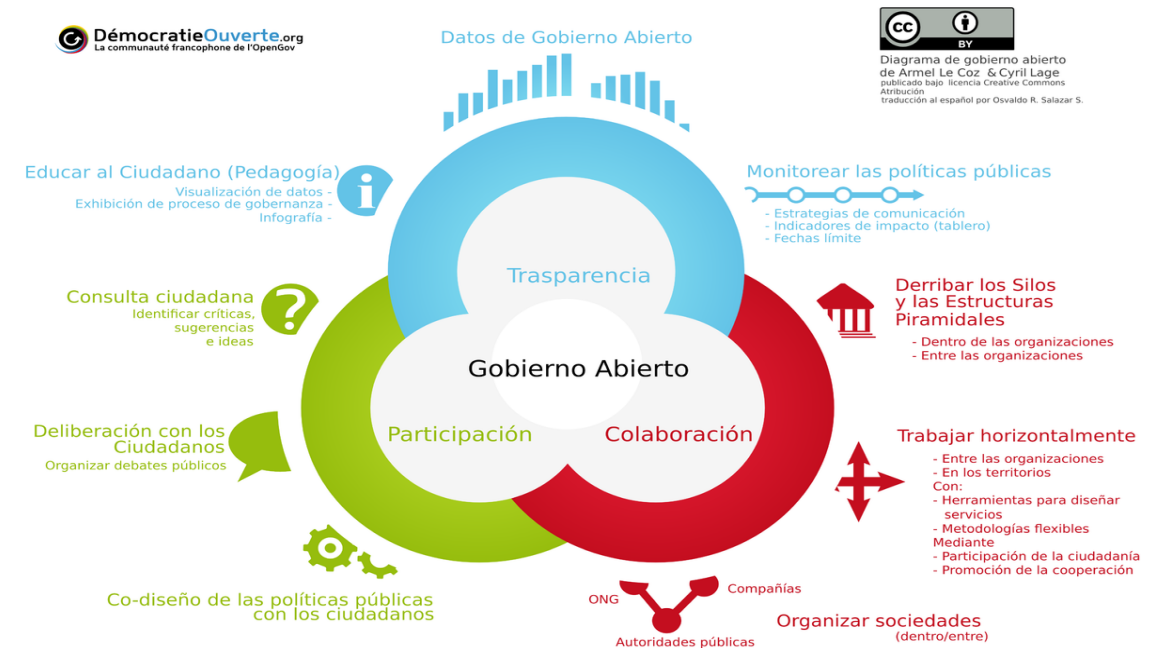 DémocratieOuverte.org
La communauté francophone de l'OpenGov
Datos de Gobierno Abierto
cc
BY
Diagrama de gobierno abierto
de Armel Le Coz & Cyril Lage
publicado bajo licencia Creative Commons
Atribución
traducción al español por Osvaldo R. Salazar S.
Educar al Ciudadano (Pedagogía)
Visualización de datos -
Exhibición de proceso de gobernanza -
Infografía -
i
Monitorear las políticas públicas
- Estrategias de comunicación
- Indicadores de impacto (tablero)
- Fechas límite
Trasparencia
Consulta ciudadana
Identificar críticas,
sugerencias
e ideas
?
Derribar los Silos
y las Estructuras
Piramidales
- Dentro de las organizaciones
- Entre las organizaciones
Gobierno Abierto
Participación
Colaboración
Deliberación con los
Ciudadanos
Organizar debates públicos
Trabajar horizontalmente
- Entre las organizaciones
- En los territorios
Con:
- Herramientas para diseñar
servicios
- Metodologías flexibles
Mediante
- Participación de la ciudadanía
- Promoción de la cooperación
Co-diseño de las políticas públicas
con los ciudadanos
ONG
Compañías
Autoridades públicas
Organizar sociedades
(dentro/entre)